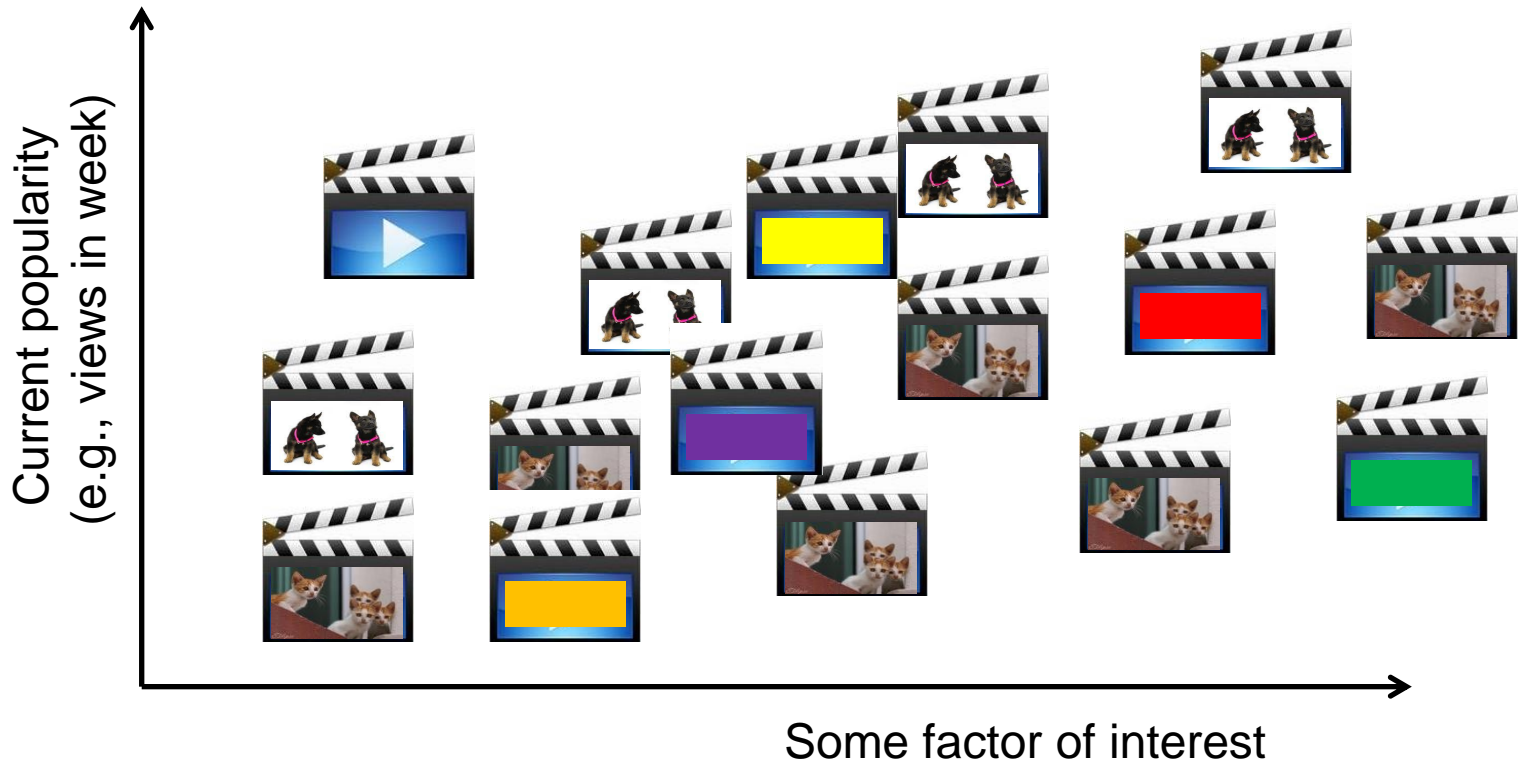 Current popularity
(e.g., views in week)
Some factor of interest